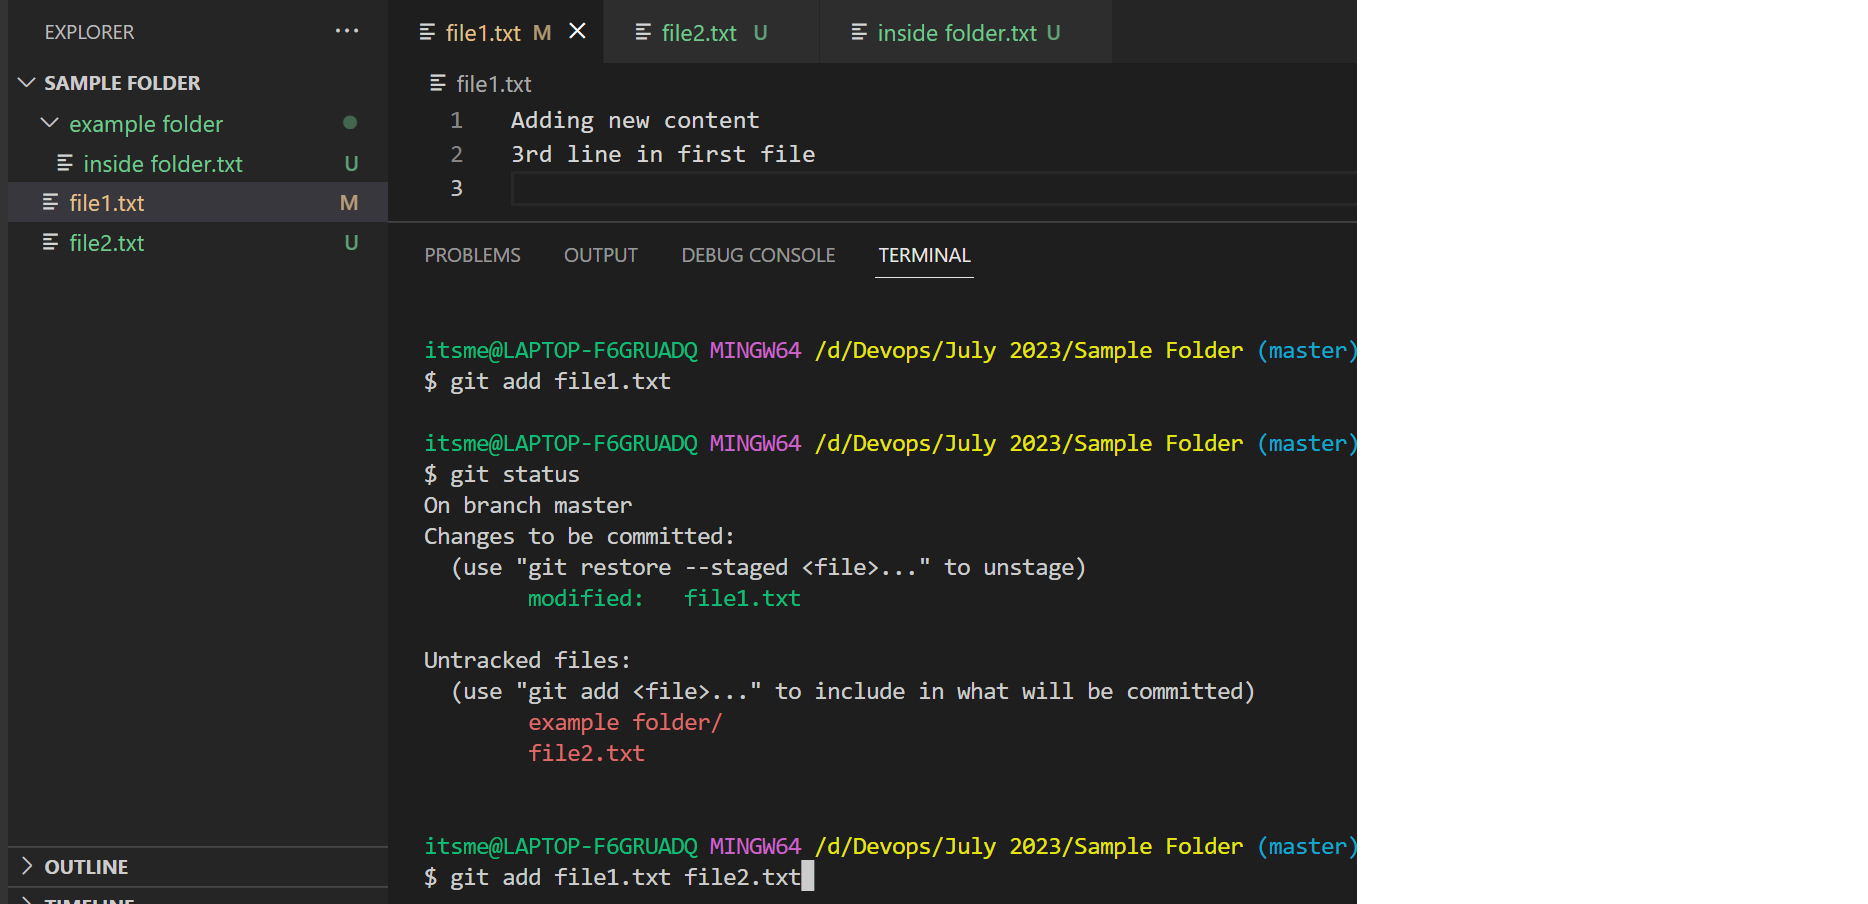 EXPLORER ...
SAMPLE FOLDER
example folder
inside folder.txt U
file1.txt M
file2.txt U
OUTLINE
TIMELINE
file1.txt M
file2.txt U
inside folder.txt U
file1.txt
1 Adding new content
2 3rd line in first file
3
PROBLEMS OUTPUT DEBUG CONSOLE TERMINAL
itsme@LAPTOP-F6GRUADQ MINGW64 /d/Devops/July 2023/Sample Folder (master)
$ git add file1.txt
itsme@LAPTOP-F6GRUADQ MINGW64 /d/Devops/July 2023/Sample Folder (master)
$ git status
On branch master
Changes to be committed:
(use "git restore --staged <file>..." to unstage)
modified: file1.txt
Untracked files:
(use "git add <file>..." to include in what will be committed)
example folder/
file2.txt
itsme@LAPTOP-F6GRUADQ MINGW64 /d/Devops/July 2023/Sample Folder (master)
$ git add file1.txt file2.txt